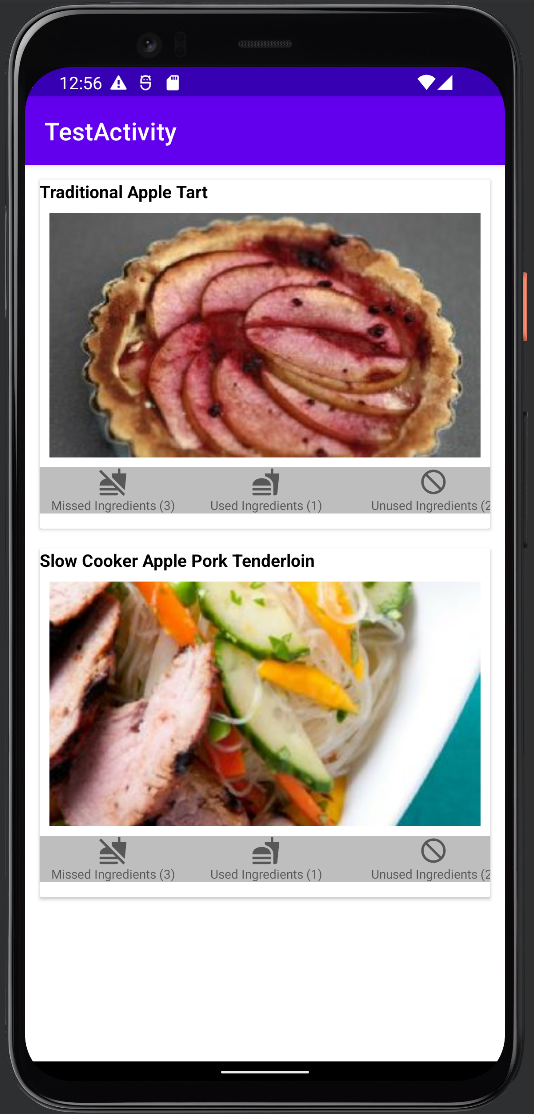 12:56
TestActivity
Traditional Apple Tart
Missed Ingredients (3) Used Ingredients (1) Unused Ingredients (2
Slow Cooker Apple Pork Tenderloin
Missed Ingredients (3) Used Ingredients (1) Unused Ingredients (2